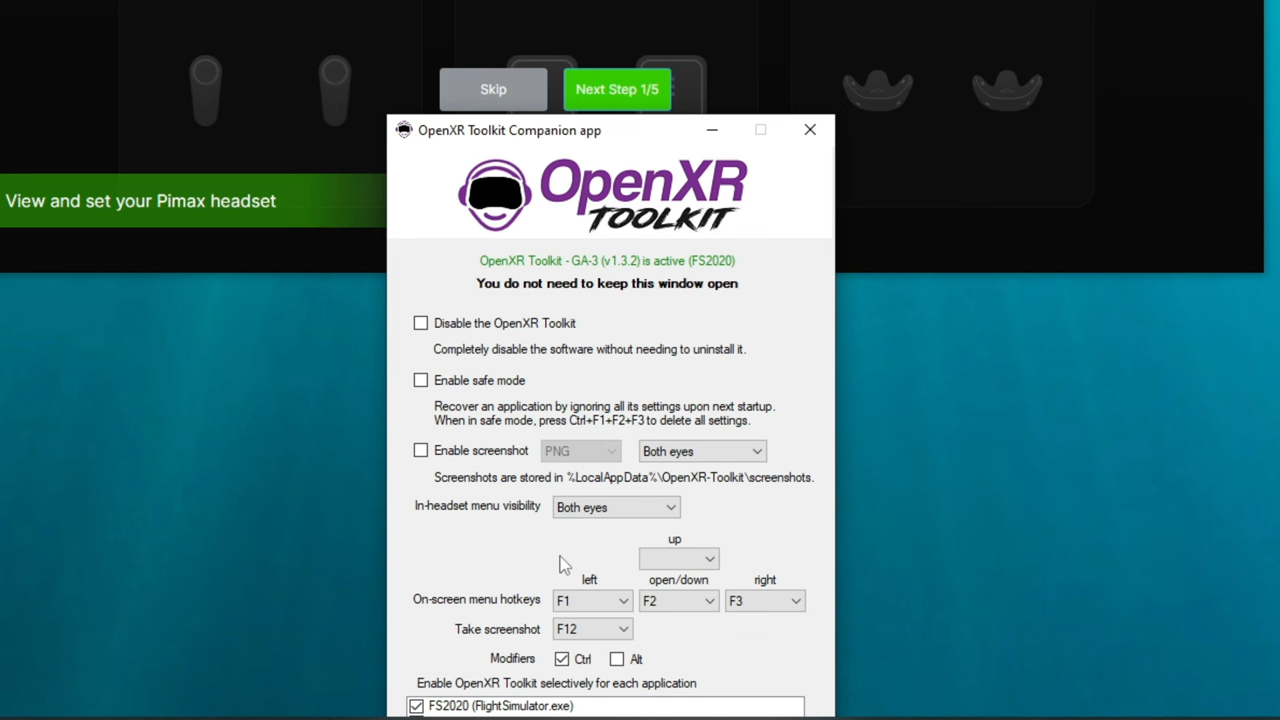 Skip
Next Step 1/5
OpenXR Toolkit Companion app
View and set your Pimax headset
OpenXR
TOOLKIT
OpenXR Toolkit - GA-3 (v1.3.2) is active (FS2020)
You do not need to keep this window open
Disable the OpenXR Toolkit
Completely disable the software without needing to uninstall it.
Enable safe mode
Recover an application by ignoring all its settings upon next startup.
When in safe mode, press Ctrl+F1+F2+F3 to delete all settings.
Enable screenshot PNG Both eyes
Screenshots are stored in %LocalAppData%\OpenXR-Toolkit\screenshots.
In-headset menu visibility Both eyes
up
left open/down right
On-screen menu hotkeys F1 F2 F3
Take screenshot F12
Modifiers Ctrl Alt
Enable OpenXR Toolkit selectively for each application
FS2020 (FlightSimulator.exe)